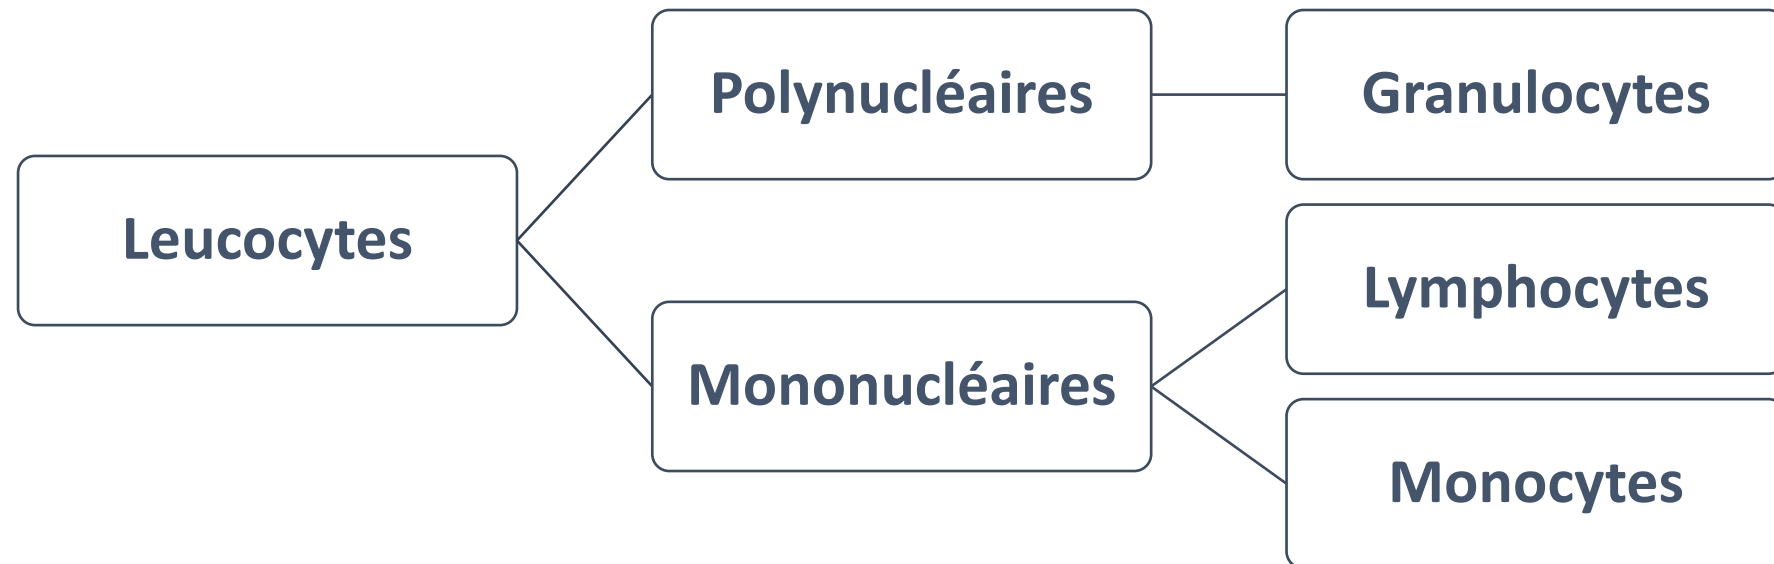 Leucocytes
Polynucléaires
Granulocytes
Mononucléaires
Lymphocytes
Monocytes